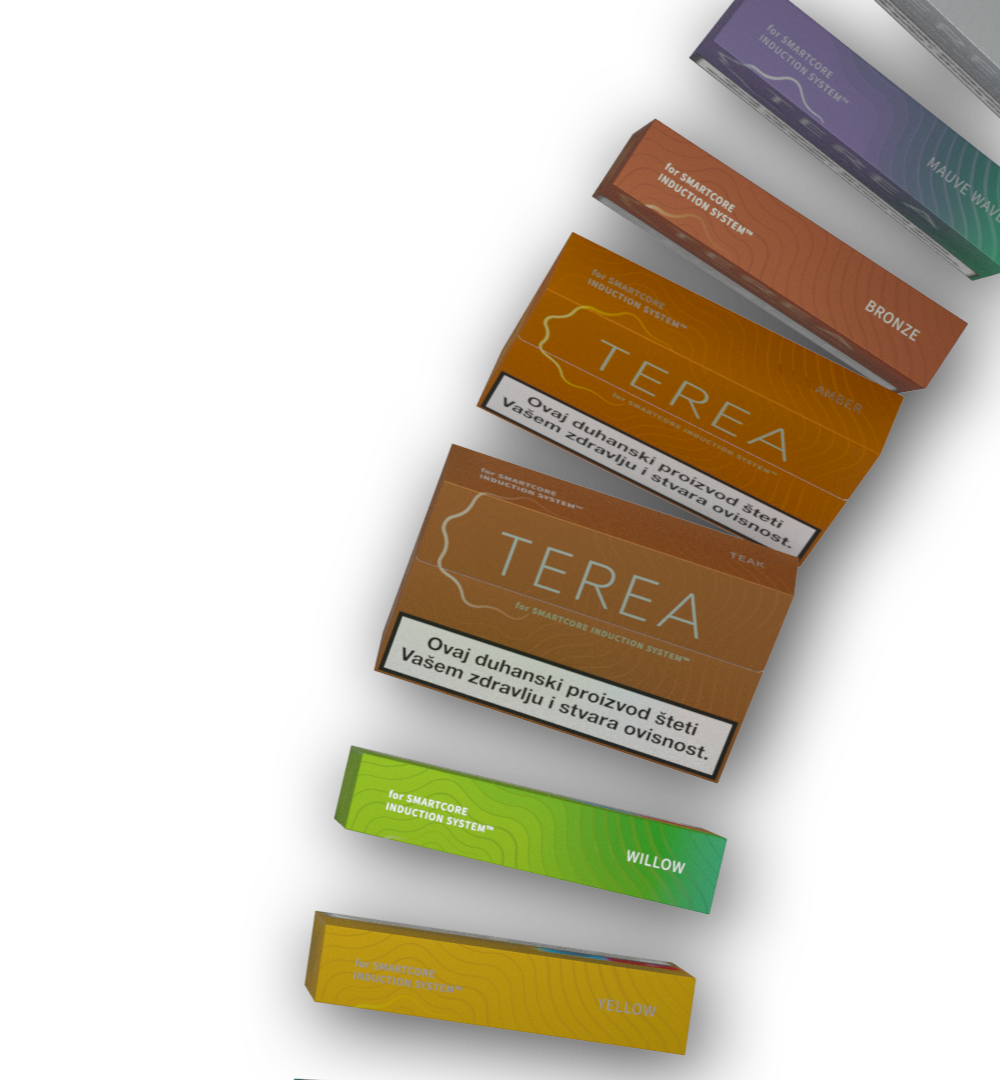 for SMARTCORE
INDUCTION SYSTEM™
TEREA
MAUVE WAV
for SMARTCORE
INDUCTION SYSTEM™
BRONZE
for SMARTCORE
INDUCTION SYSTEM™
AMBER
TEREA
for SMARTCORE INDUCTION SYSTEM™
Ovaj duhanski proizvod šteti
Vašem zdravlju i stvara ovisnost.
for SMARTCORE
INDUCTION SYSTEM™
TEAK
TEREA
for SMARTCORE INDUCTION SYSTEM™
Ovaj duhanski proizvod šteti
Vašem zdravlju i stvara ovisnost.
for SMARTCORE
INDUCTION SYSTEM™
WILLOW
for SMARTCORE
INDUCTION SYSTEM™
YELLOW